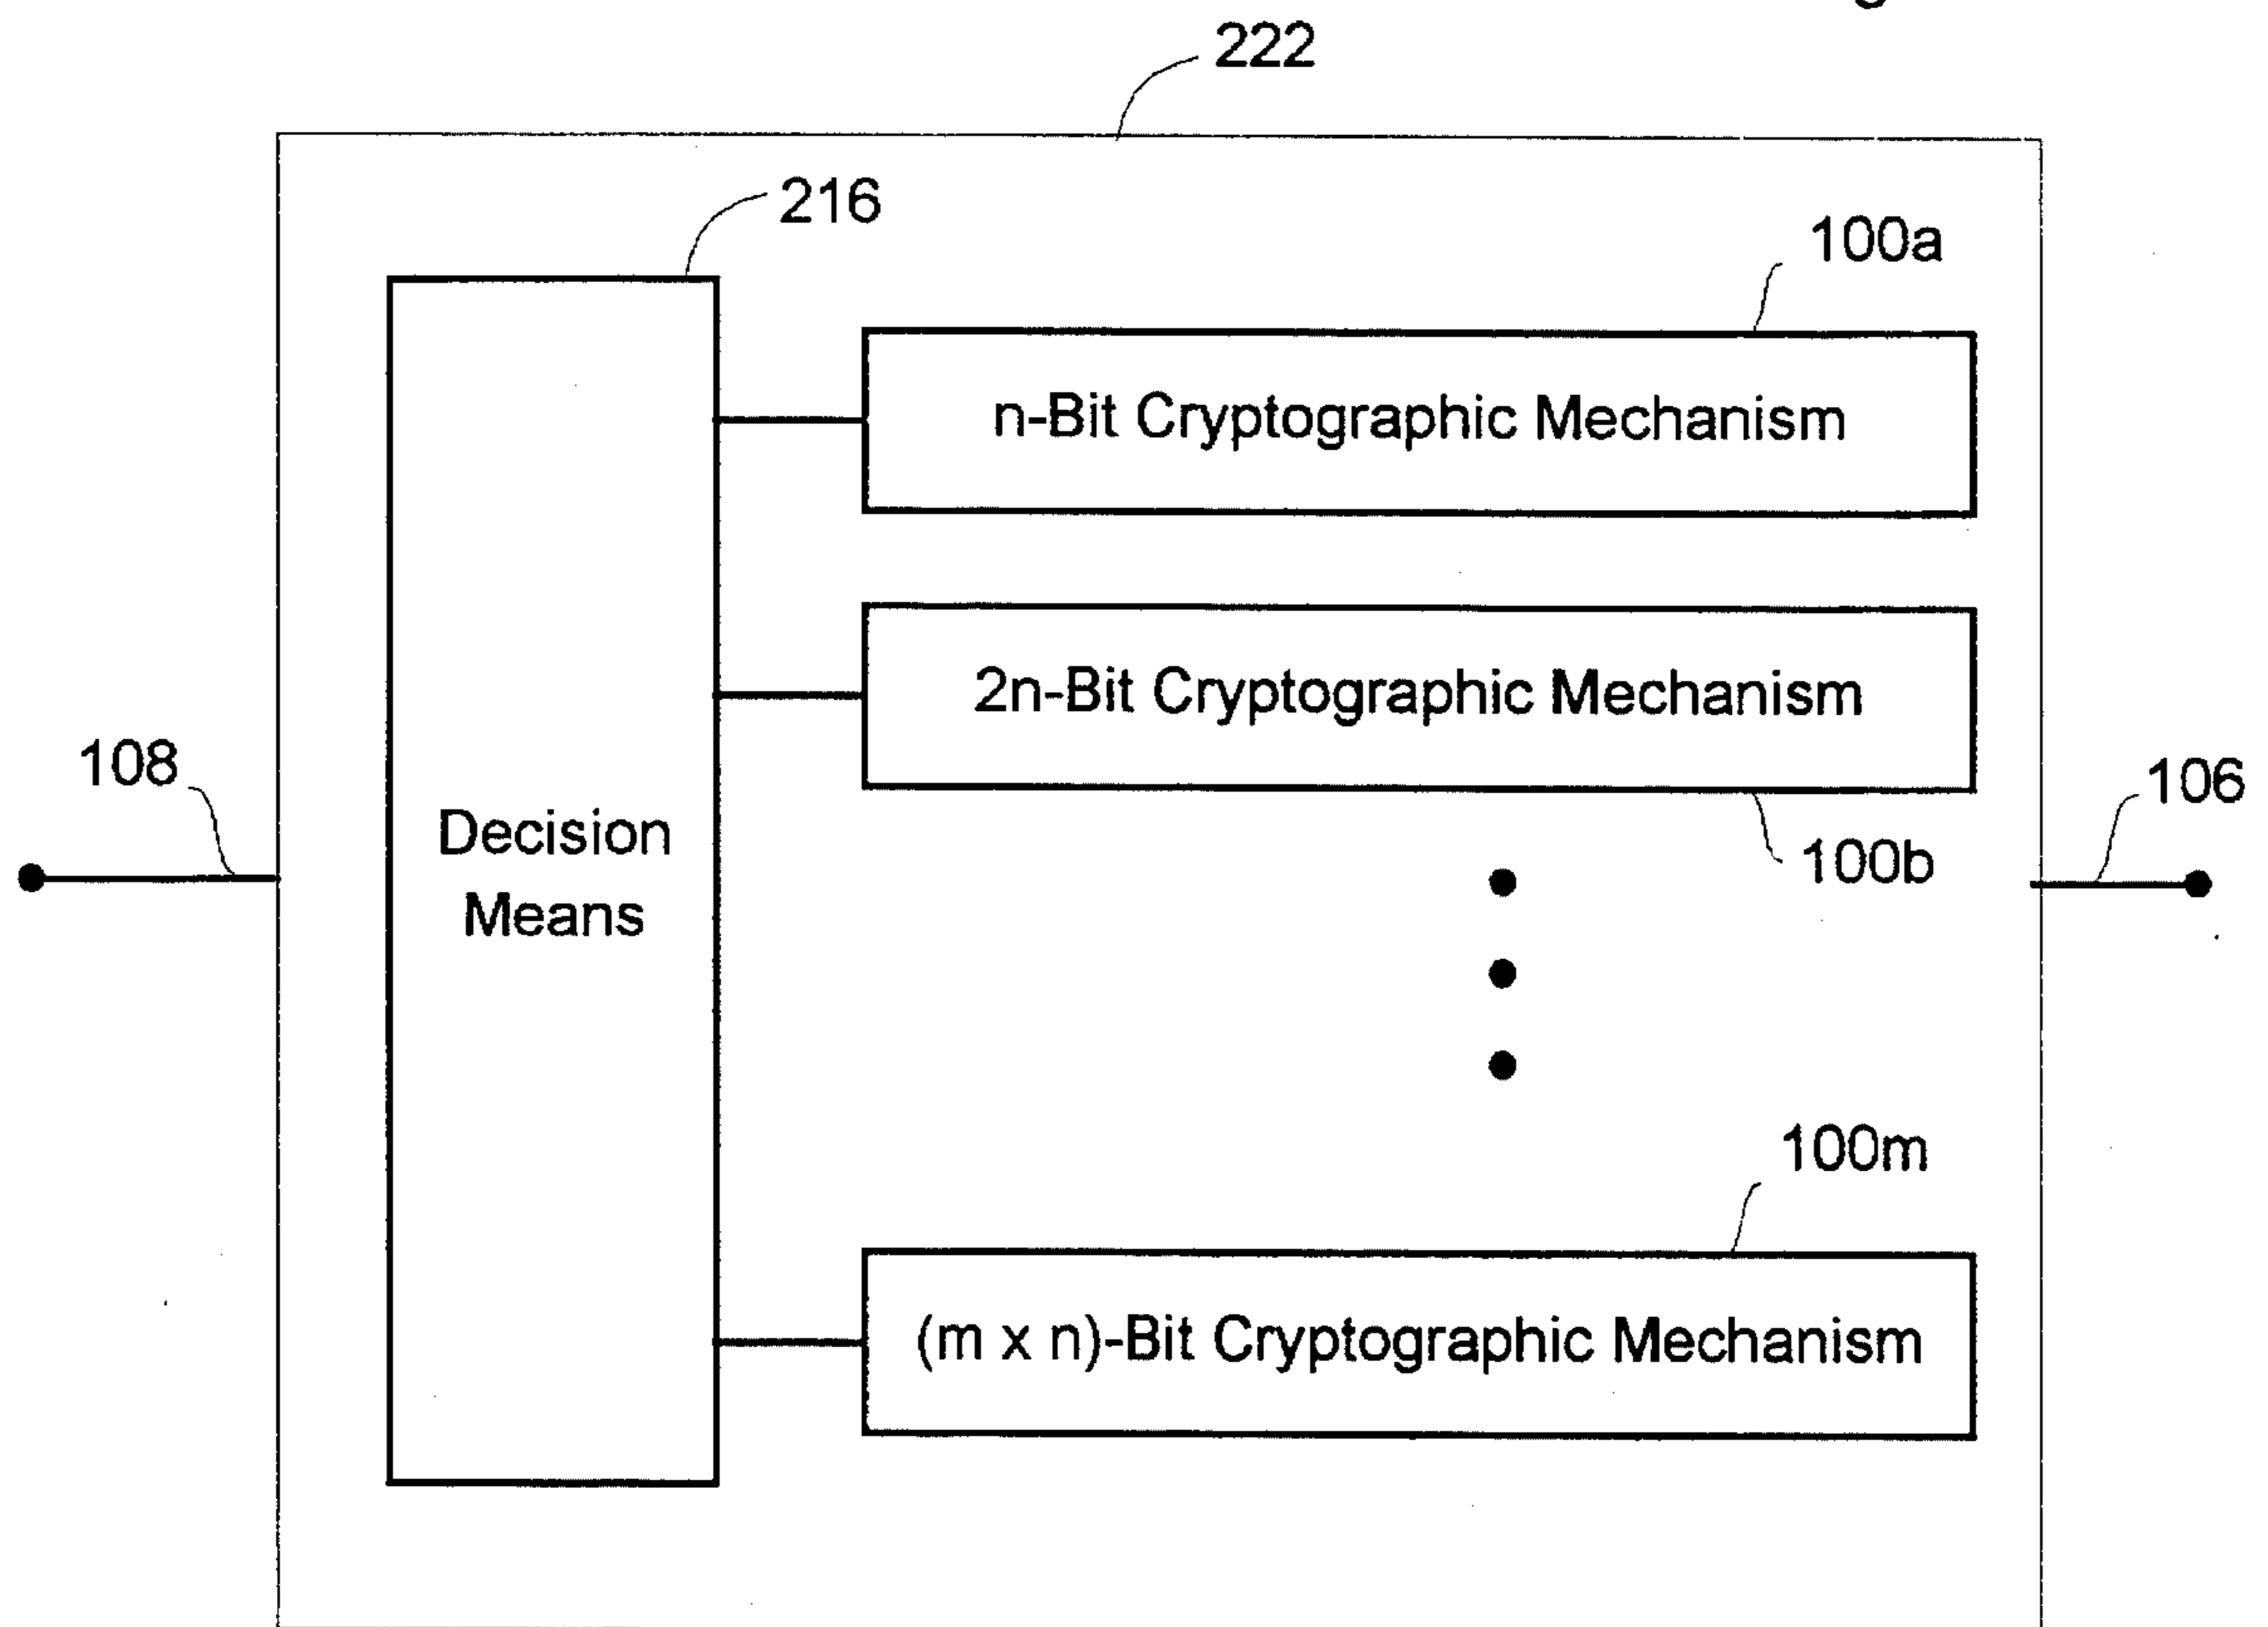 222
216
100a
n-Bit Cryptographic Mechanism
2n-Bit Cryptographic Mechanism
108
106
Decision
Means
100b
100m
(m x n)-Bit Cryptographic Mechanism